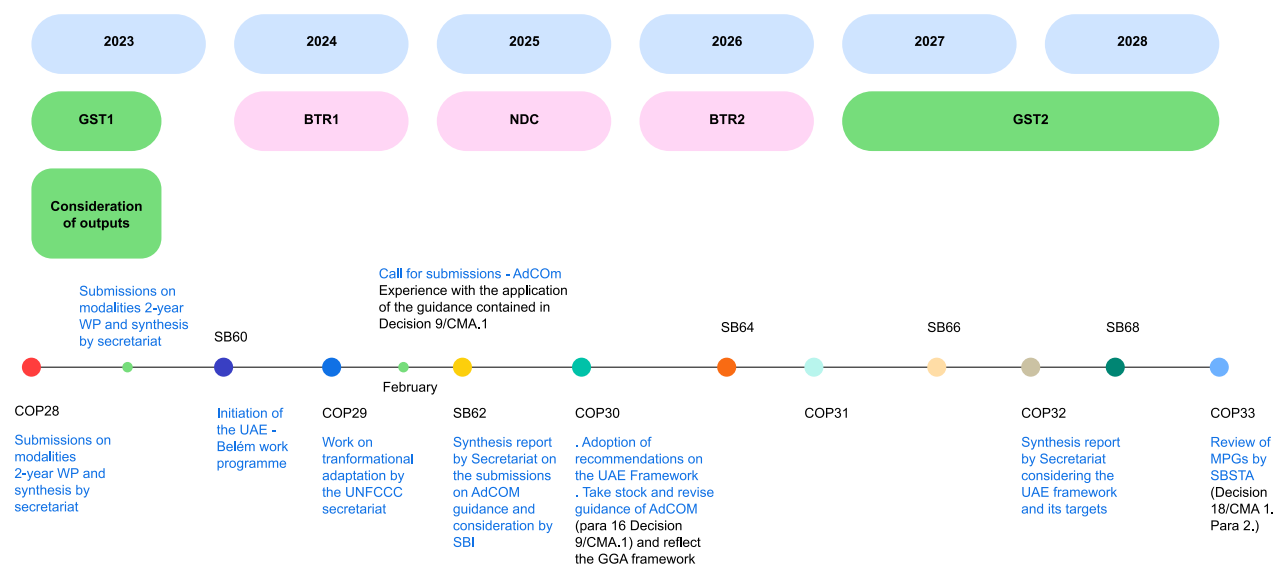 2023
2024
2025
2026
2027
2028
GST1
BTR1
NDC
BTR2
GST2
Consideration
of outputs
Submissions on
modalities 2-year
WP and synthesis
by secretariat
Call for submissions - AdCOm
Experience with the application
of the guidance contained in
Decision 9/CMA.1
SB60
SB64
SB66
SB68
February
COP28
Submissions on
modalities
2-year WP and
synthesis by
secretariat
Initiation of
the UAE -
Belém work
programme
COP29
Work on
tranformational
adaptation by
the UNFCCC
secretariat
SB62
Synthesis report
by Secretariat on
the submissions
on AdCOM
guidance and
consideration by
SBI
COP30
. Adoption of
recommendations on
the UAE Framework
. Take stock and revise
guidance of AdCOM
(para 16 Decision
9/CMA.1) and reflect
the GGA framework
COP31
COP32
Synthesis report
by Secretariat
considering the
UAE framework
and its targets
COP33
Review of
MPGs by
SBSTA
(Decision
18/CMA 1.
Para 2.)